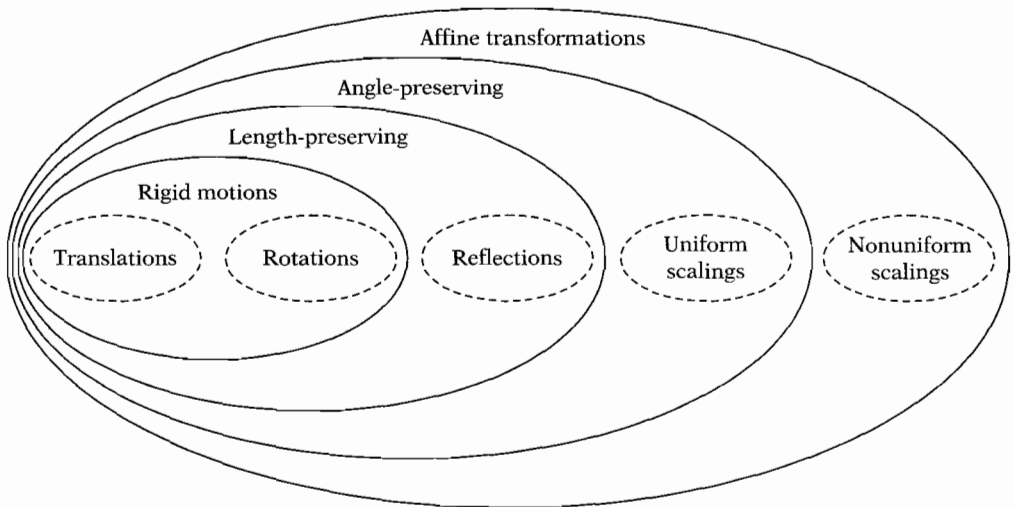 Affine transformations
Angle-preserving
Length-preserving
Rigid motions
Translations
Rotations
Reflections
Uniform
scalings
Nonuniform
scalings